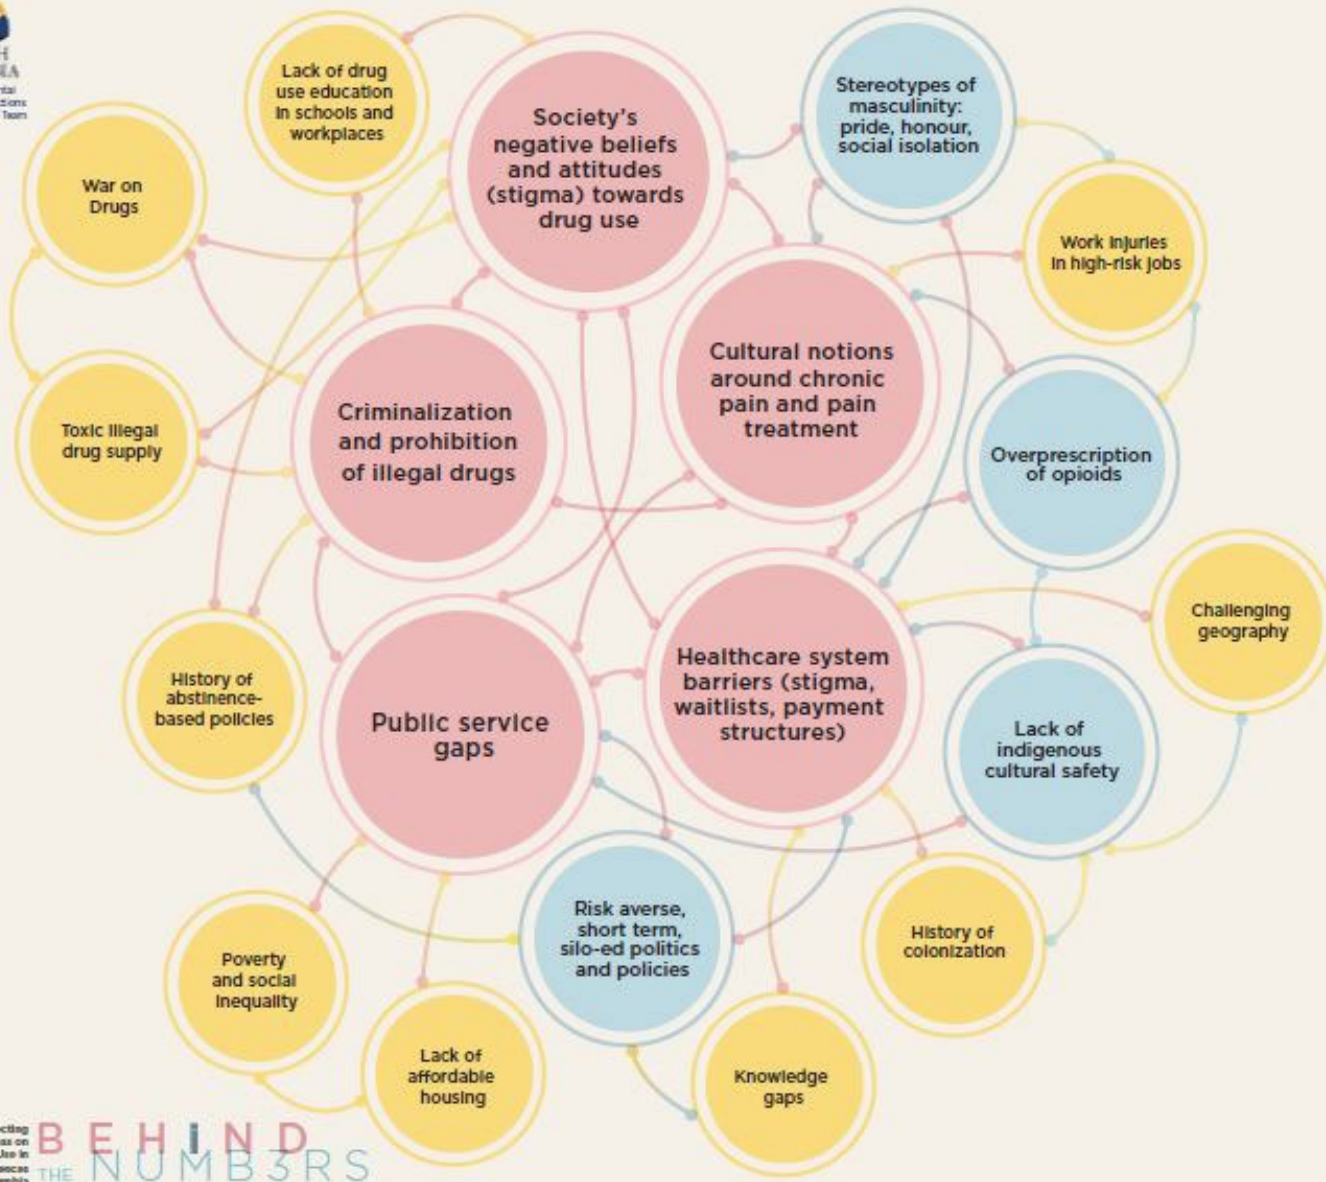 Lack of drug
use education
in schools and
workplaces
Society's
negative beliefs
and attitudes
(stigma) towards
drug use
Stereotypes of
masculinity:
pride, honour,
social isolation
War on
Drugs
Work injuries
in high-risk jobs
Cultural notions
around chronic
pain and pain
treatment
Criminalization
and prohibition
of illegal drugs
Toxic illegal
drug supply
Overprescription
of opioids
Challenging
geography
History of
abstinence-
based policies
Public service
gaps
Healthcare system
barriers (stigma,
waitlists, payment
structures)
Lack of
indigenous
cultural safety
Risk averse,
short term,
silo-ed politics
and policies
History of
colonization
Poverty
and social
inequality
Lack of
affordable
housing
Knowledge
gaps
BEHiND
THE NUMB3RS